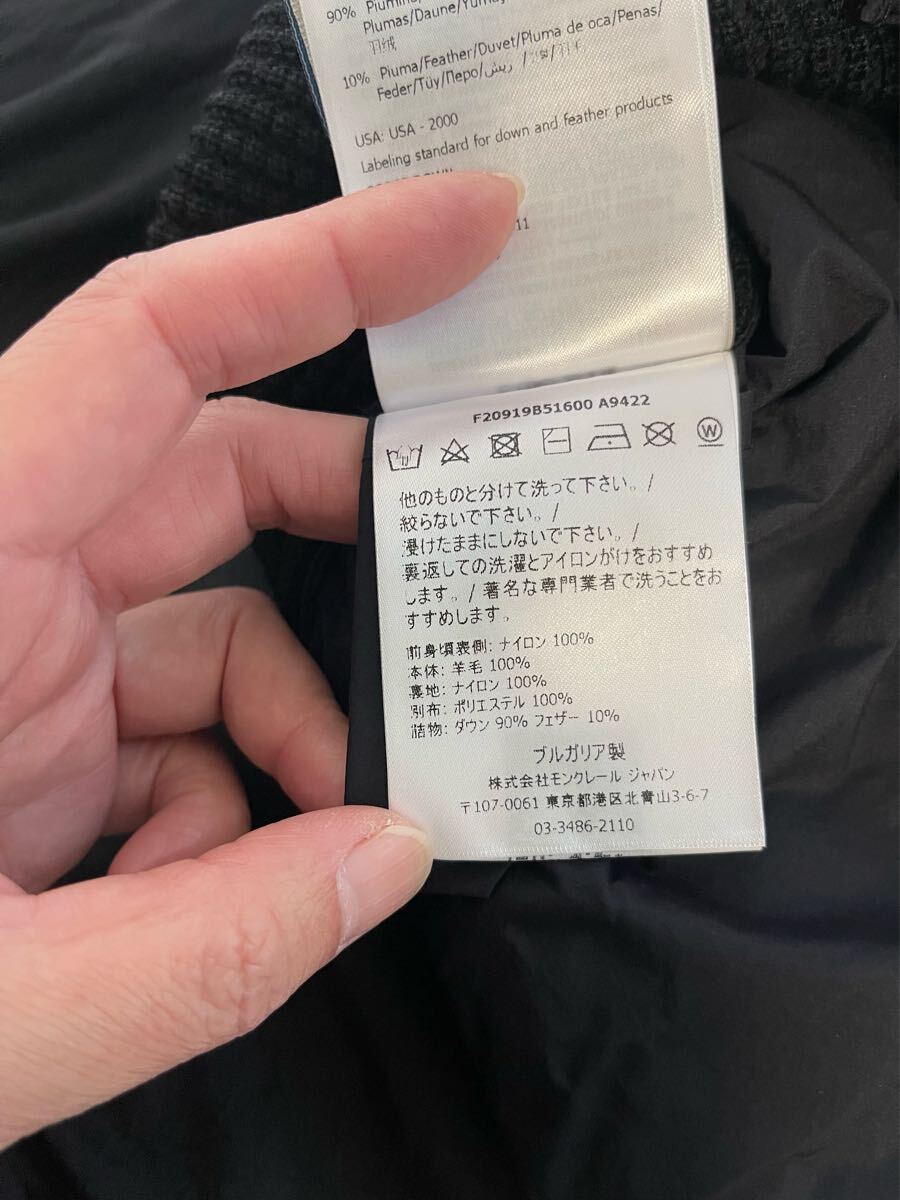 90%
Plumas/Daune/
羽绒
10% Piuma/Feather/Duvet/Pluma de oca/Penas/
Feder/Tüy/Перо/ريش/
USA: USA - 2000
Labeling standard for down and feather products
11
F20919B51600 A9422
W
他のものと分けて洗って下さい。/
絞らないで下さい。/
浸けたままにしないで下さい。/
裏返しての洗濯とアイロンがけをおすすめ
します。/ 著名な専門業者で洗うことをお
すすめします。
前身頃表側: ナイロン 100%
本体: 羊毛 100%
裏地: ナイロン 100%
別布: ポリエステル 100%
詰物: ダウン 90% フェザー 10%
ブルガリア製
株式会社モンクレール ジャパン
〒107-0061 東京都港区北青山3-6-7
03-3486-2110